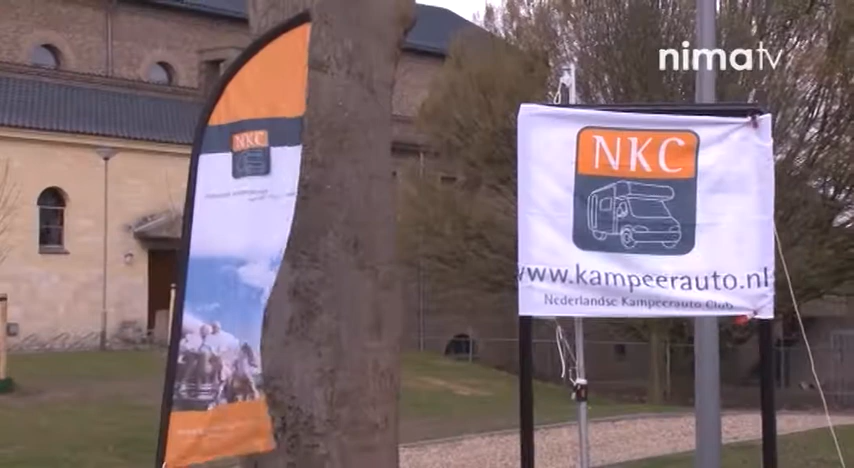 nimatv
NKC
NKC
www.kampeerauto.nl
Nederlandse Kampeerauto Club